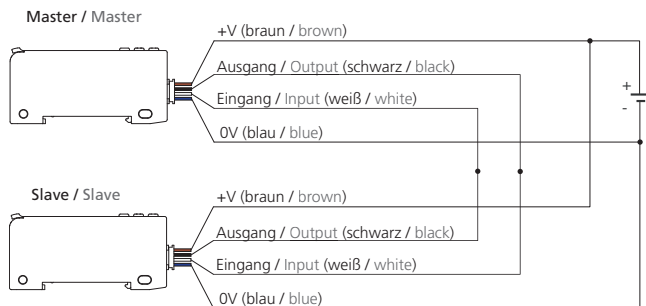 Master / Master
+V (braun / brown)
Ausgang / Output (schwarz / black)
Eingang / Input (weiß / white)
0V (blau / blue)
+
-
Slave / Slave
+V (braun / brown)
Ausgang / Output (schwarz / black)
Eingang / Input (weiß / white)
0V (blau / blue)